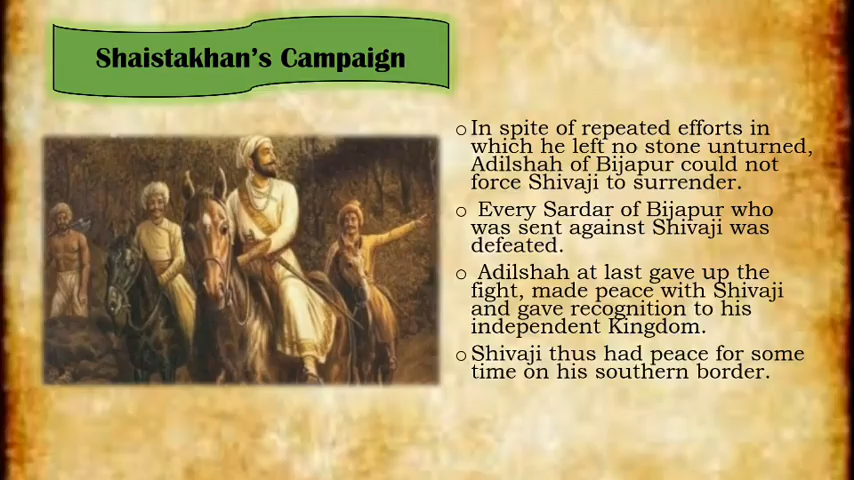 Shaistakhan's Campaign
○ In spite of repeated efforts in
which he left no stone unturned,
Adilshah of Bijapur could not
force Shivaji to surrender.
○ Every Sardar of Bijapur who
was sent against Shivaji was
defeated.
○ Adilshah at last gave up the
fight, made peace with Shivaji
and gave recognition to his
independent Kingdom.
○ Shivaji thus had peace for some
time on his southern border.